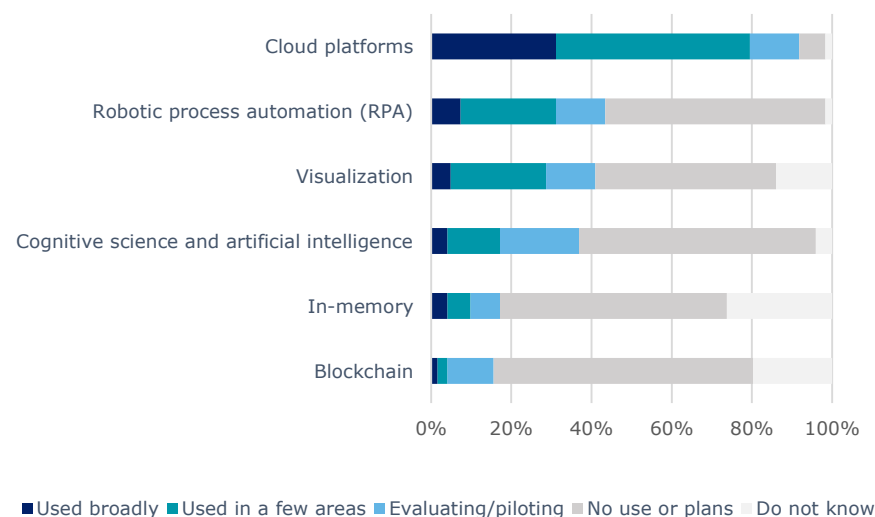 Cloud platforms
Robotic process automation (RPA)
Visualization
Cognitive science and artificial intelligence
In-memory
Blockchain
0% 20% 40% 60% 80% 100%
Used broadly Used in a few areas Evaluating/piloting No use or plans Do not know